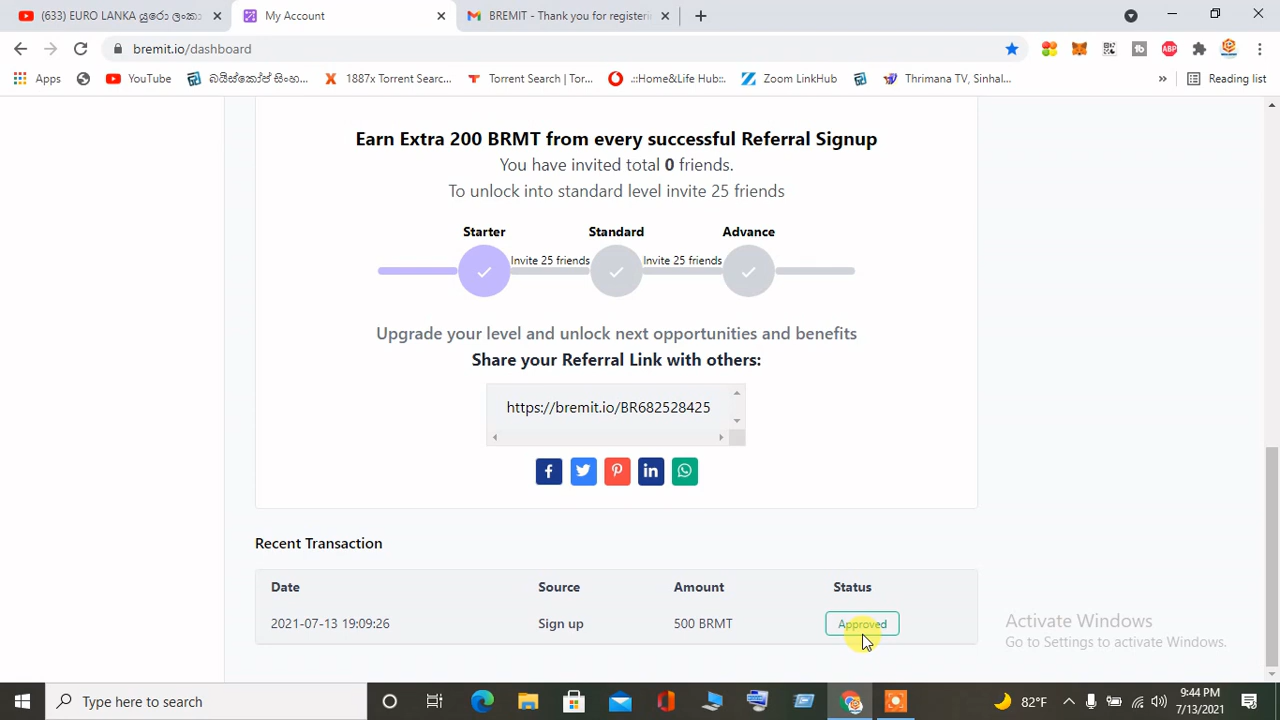 (633) EURO LANKA යුරො ලංකා
My Account
BREMIT - Thank you for registeri
bremit.io/dashboard
Apps
YouTube
බයිස්කෝප් සිංහ...
1887x Torrent Searc...
Torrent Search | Tor...
.::Home&Life Hub::.
Zoom LinkHub
Thrimana TV, Sinhal...
»
Reading list
ABP
Earn Extra 200 BRMT from every successful Referral Signup
You have invited total 0 friends.
To unlock into standard level invite 25 friends
Starter Standard Advance
Invite 25 friends Invite 25 friends
Upgrade your level and unlock next opportunities and benefits
Share your Referral Link with others:
https://bremit.io/BR682528425
Recent Transaction
Date Source Amount Status
2021-07-13 19:09:26 Sign up 500 BRMT Approved
Activate Windows
Go to Settings to activate Windows.
Type here to search
82°F
9:44 PM
7/13/2021